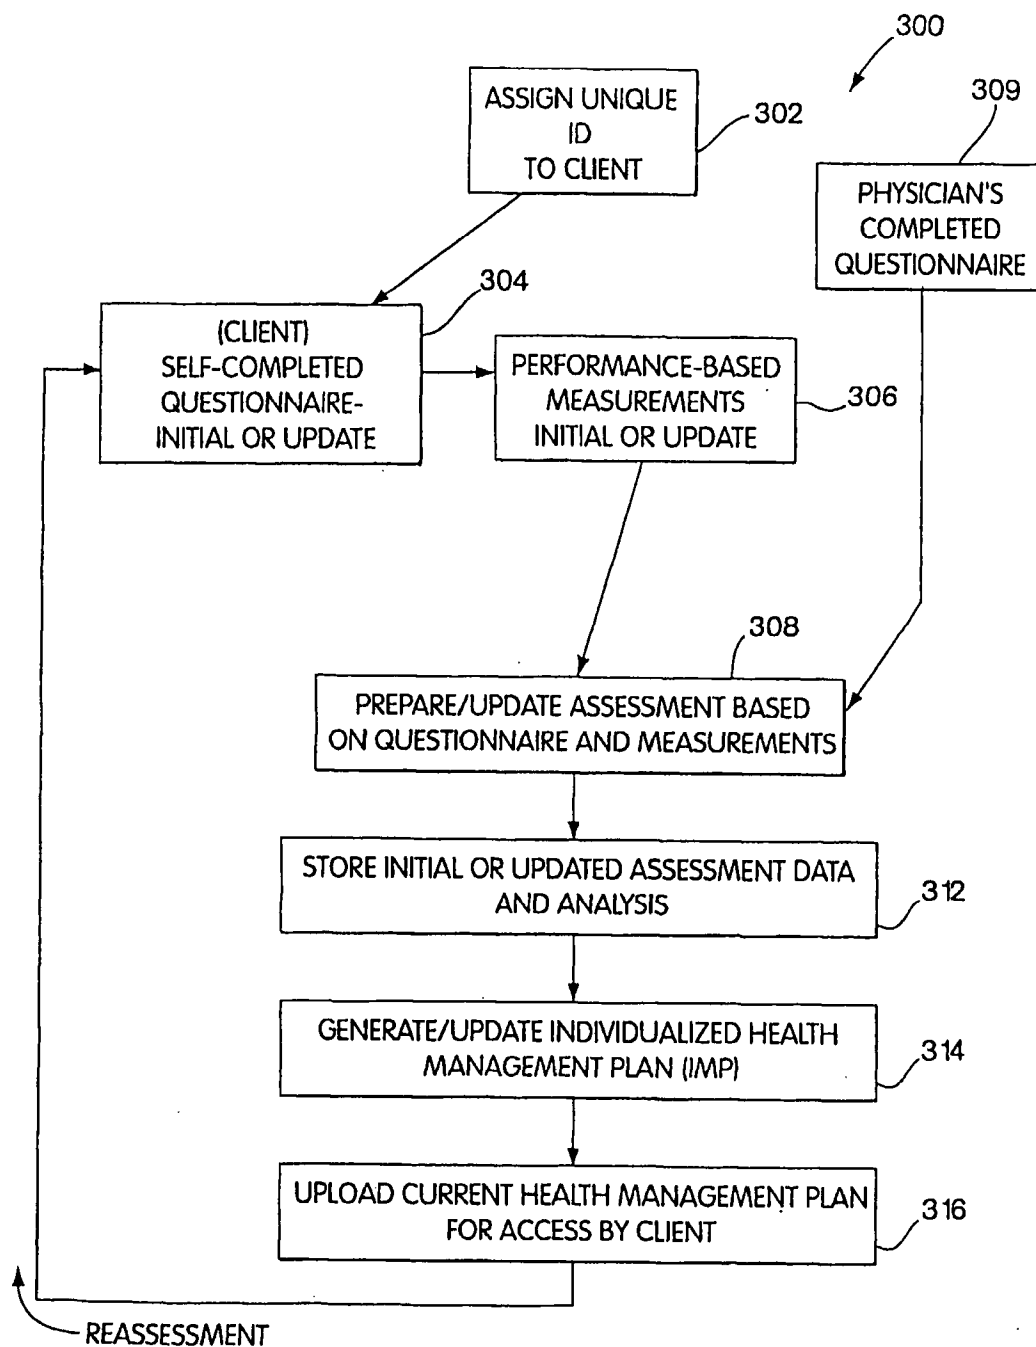 300
ASSIGN UNIQUE
ID
TO CLIENT
302
309
PHYSICIAN'S
COMPLETED
QUESTIONNAIRE
304
(CLIENT)
SELF-COMPLETED
QUESTIONNAIRE-
INITIAL OR UPDATE
PERFORMANCE-BASED
MEASUREMENTS
INITIAL OR UPDATE
306
308
PREPARE/UPDATE ASSESSMENT BASED
ON QUESTIONNAIRE AND MEASUREMENTS
STORE INITIAL OR UPDATED ASSESSMENT DATA
AND ANALYSIS
312
GENERATE/UPDATE INDIVIDUALIZED HEALTH
MANAGEMENT PLAN (IMP)
314
UPLOAD CURRENT HEALTH MANAGEMENT PLAN
FOR ACCESS BY CLIENT
316
REASSESSMENT